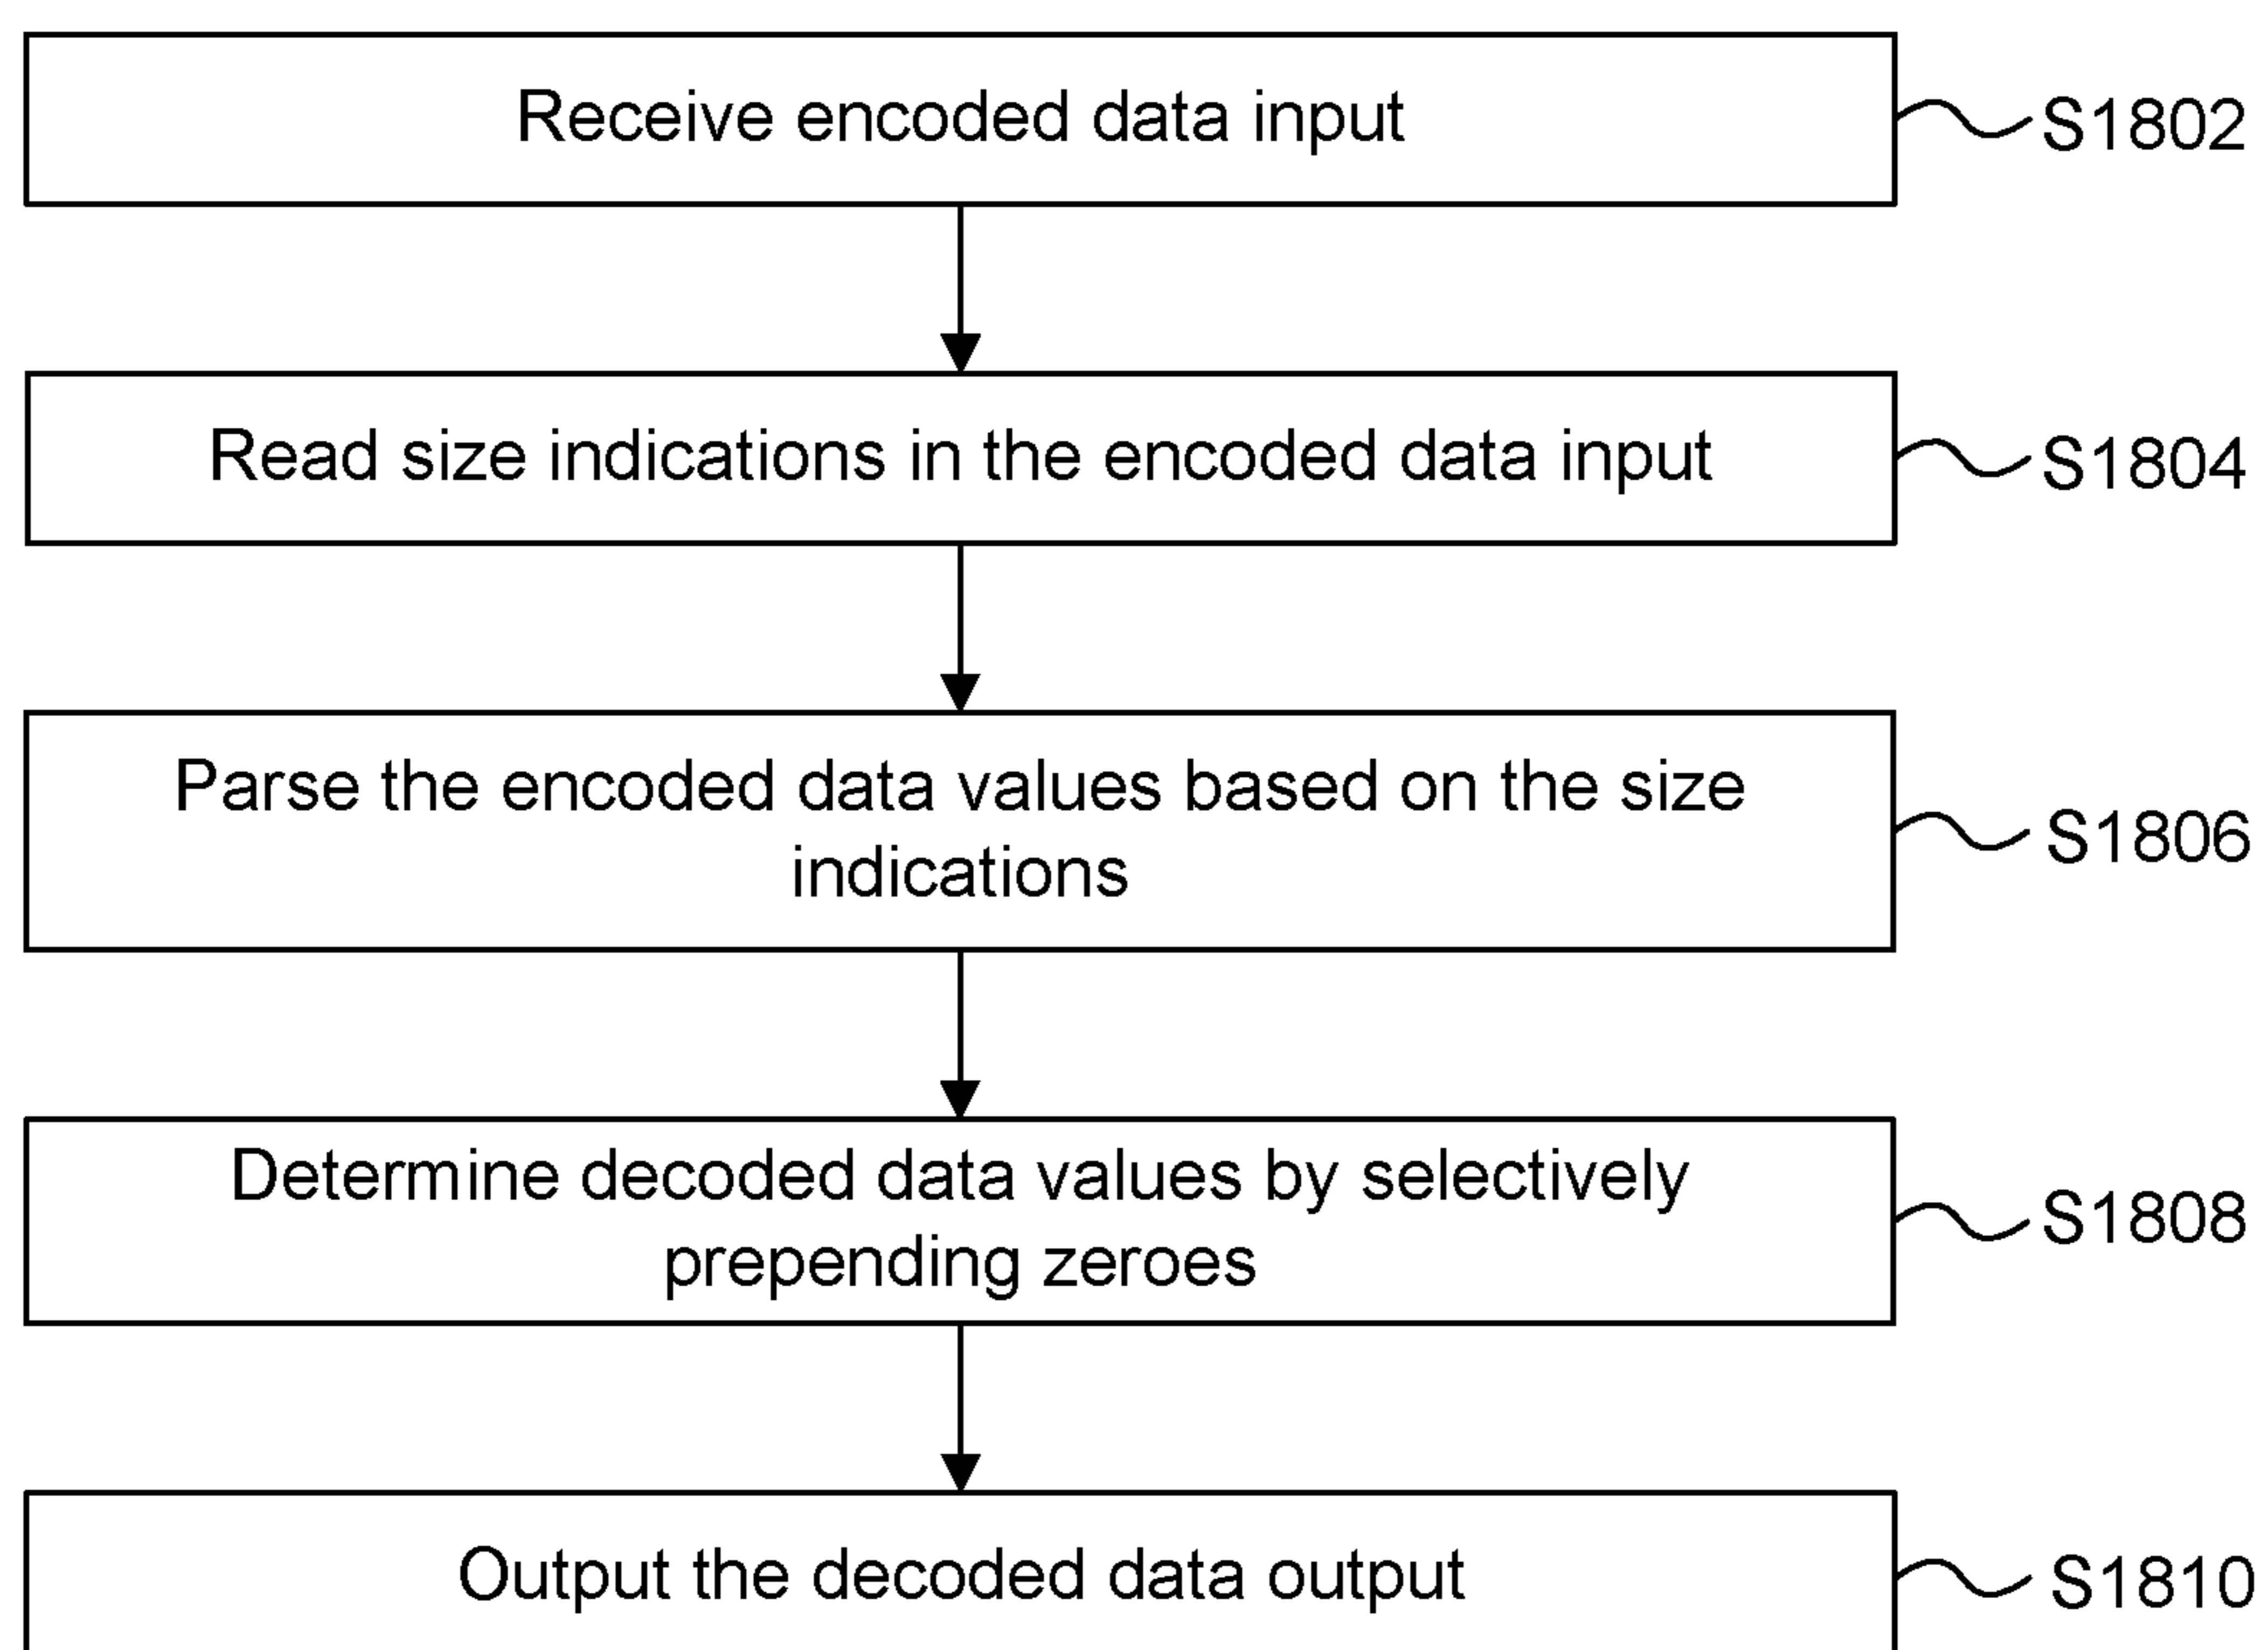 Receive encoded data input
S1802
Read size indications in the encoded data input
S1804
Parse the encoded data values based on the size
indications
S1806
Determine decoded data values by selectively
prepending zeroes
S1808
Output the decoded data output
S1810